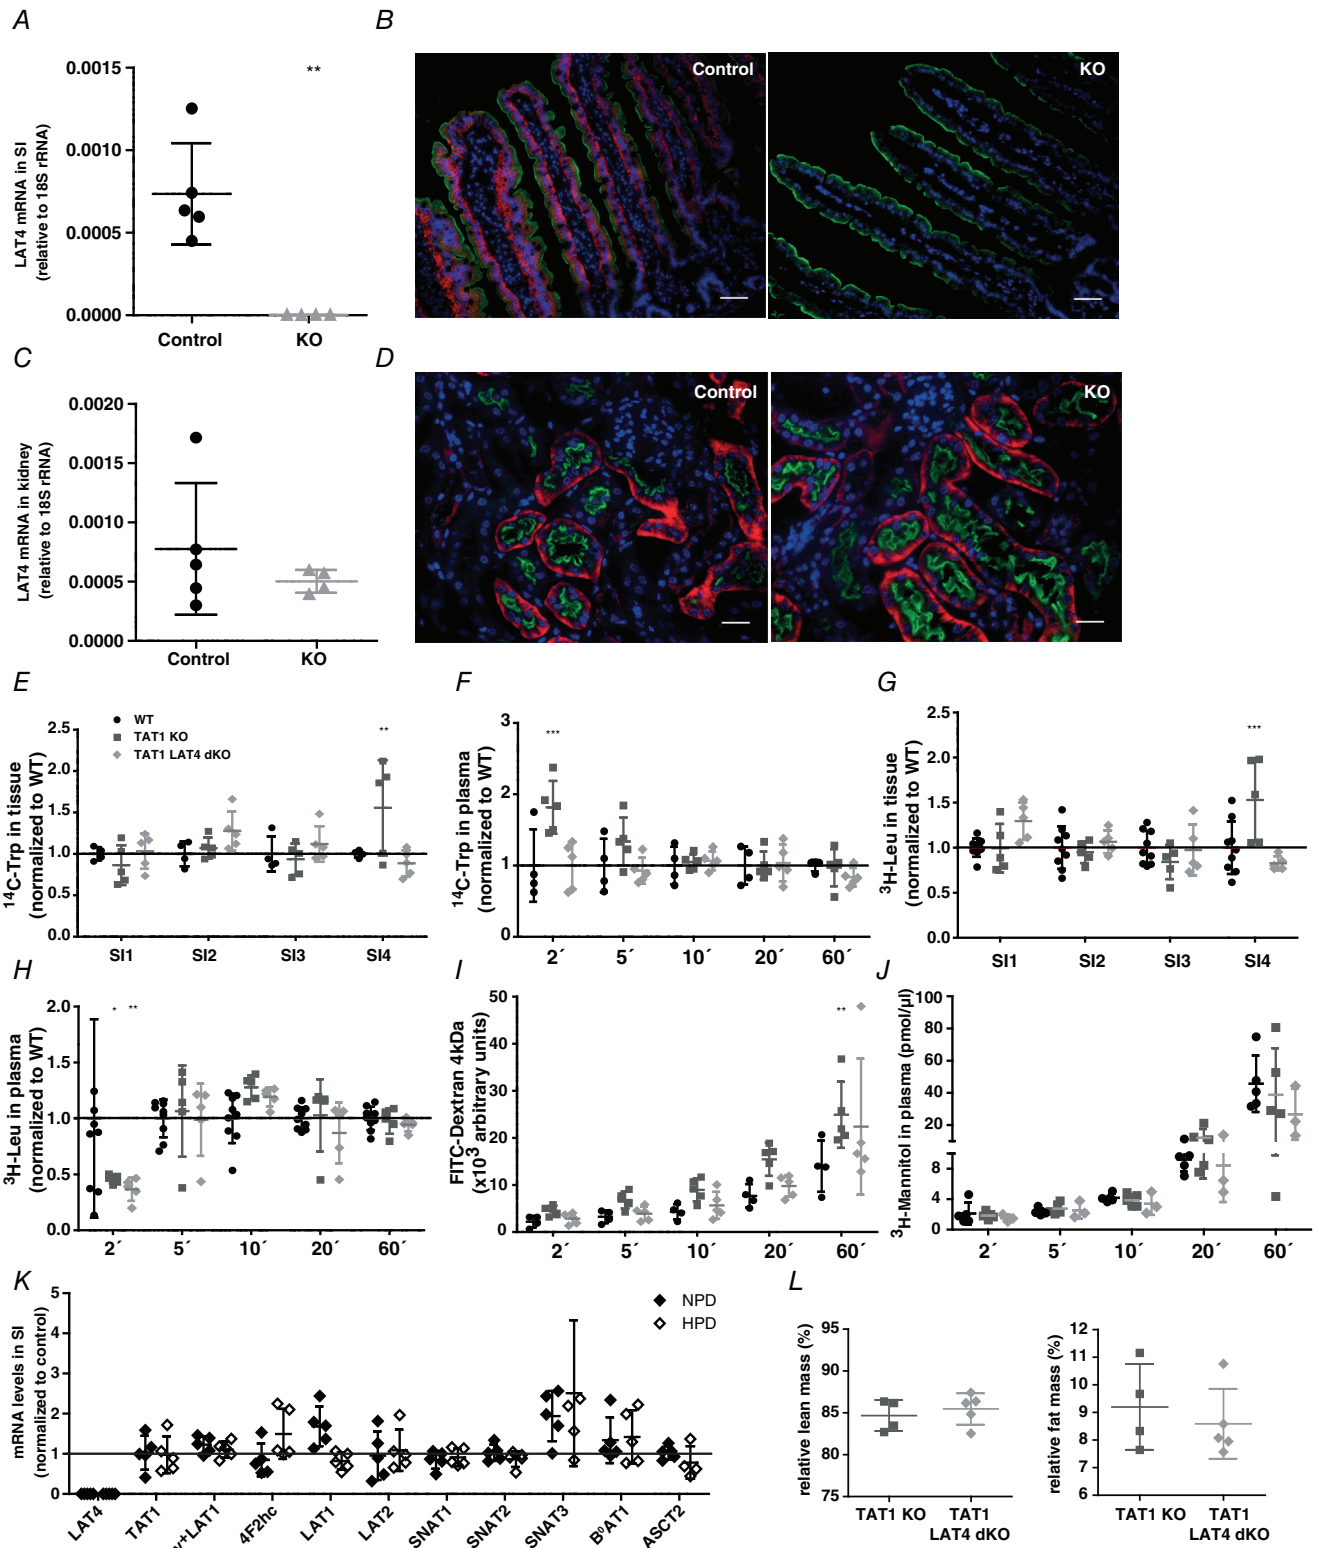 A
B
LAT4 mRNA in SI
(relative to 18S rRNA)
0.0015
0.0010
0.0005
0.0000
**
Control
KO
Control
KO
C
D
LAT4 mRNA in kidney
(relative to 18S rRNA)
0.0020
0.0015
0.0010
0.0005
0.0000
Control
KO
Control
KO
E
14C-Trp in tissue
(normalized to WT)
2.5
2.0
1.5
1.0
0.5
0.0
WT
TAT1 KO
TAT1 LAT4 dKO
**
SI1 SI2 SI3 SI4
F
14C-Trp in plasma
(normalized to WT)
3
2
1
0
***
2´ 5´ 10´ 20´ 60´
G
3H-Leu in tissue
(normalized to WT)
2.5
2.0
1.5
1.0
0.5
0.0
***
SI1 SI2 SI3 SI4
H
3H-Leu in plasma
(normalized to WT)
2.0
1.5
1.0
0.5
0.0
* **
2´ 5´ 10´ 20´ 60´
I
FITC-Dextran 4kDa
(x10³ arbitrary units)
50
40
30
20
10
0
**
2´ 5´ 10´ 20´ 60´
J
3H-Mannitol in plasma (pmol/µl)
100
80
60
40
20
8
4
0
2´ 5´ 10´ 20´ 60´
K
mRNA levels in SI
(normalized to control)
5
4
3
2
1
0
NPD
HPD
LAT4 TAT1 y+LAT1 4F2hc LAT1 LAT2 SNAT1 SNAT2 SNAT3 B⁰AT1 ASCT2
L
relative lean mass (%)
95
90
85
80
75
TAT1 KO TAT1
LAT4 dKO
relative fat mass (%)
12
11
10
9
8
7
6
TAT1 KO TAT1
LAT4 dKO